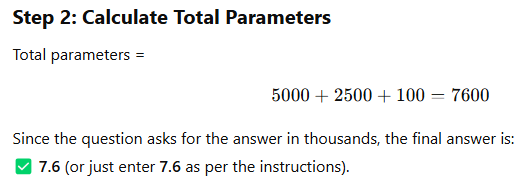 Step 2: Calculate Total Parameters
Total parameters =
5000 + 2500 + 100 = 7600
Since the question asks for the answer in thousands, the final answer is:
✅ 7.6 (or just enter 7.6 as per the instructions).